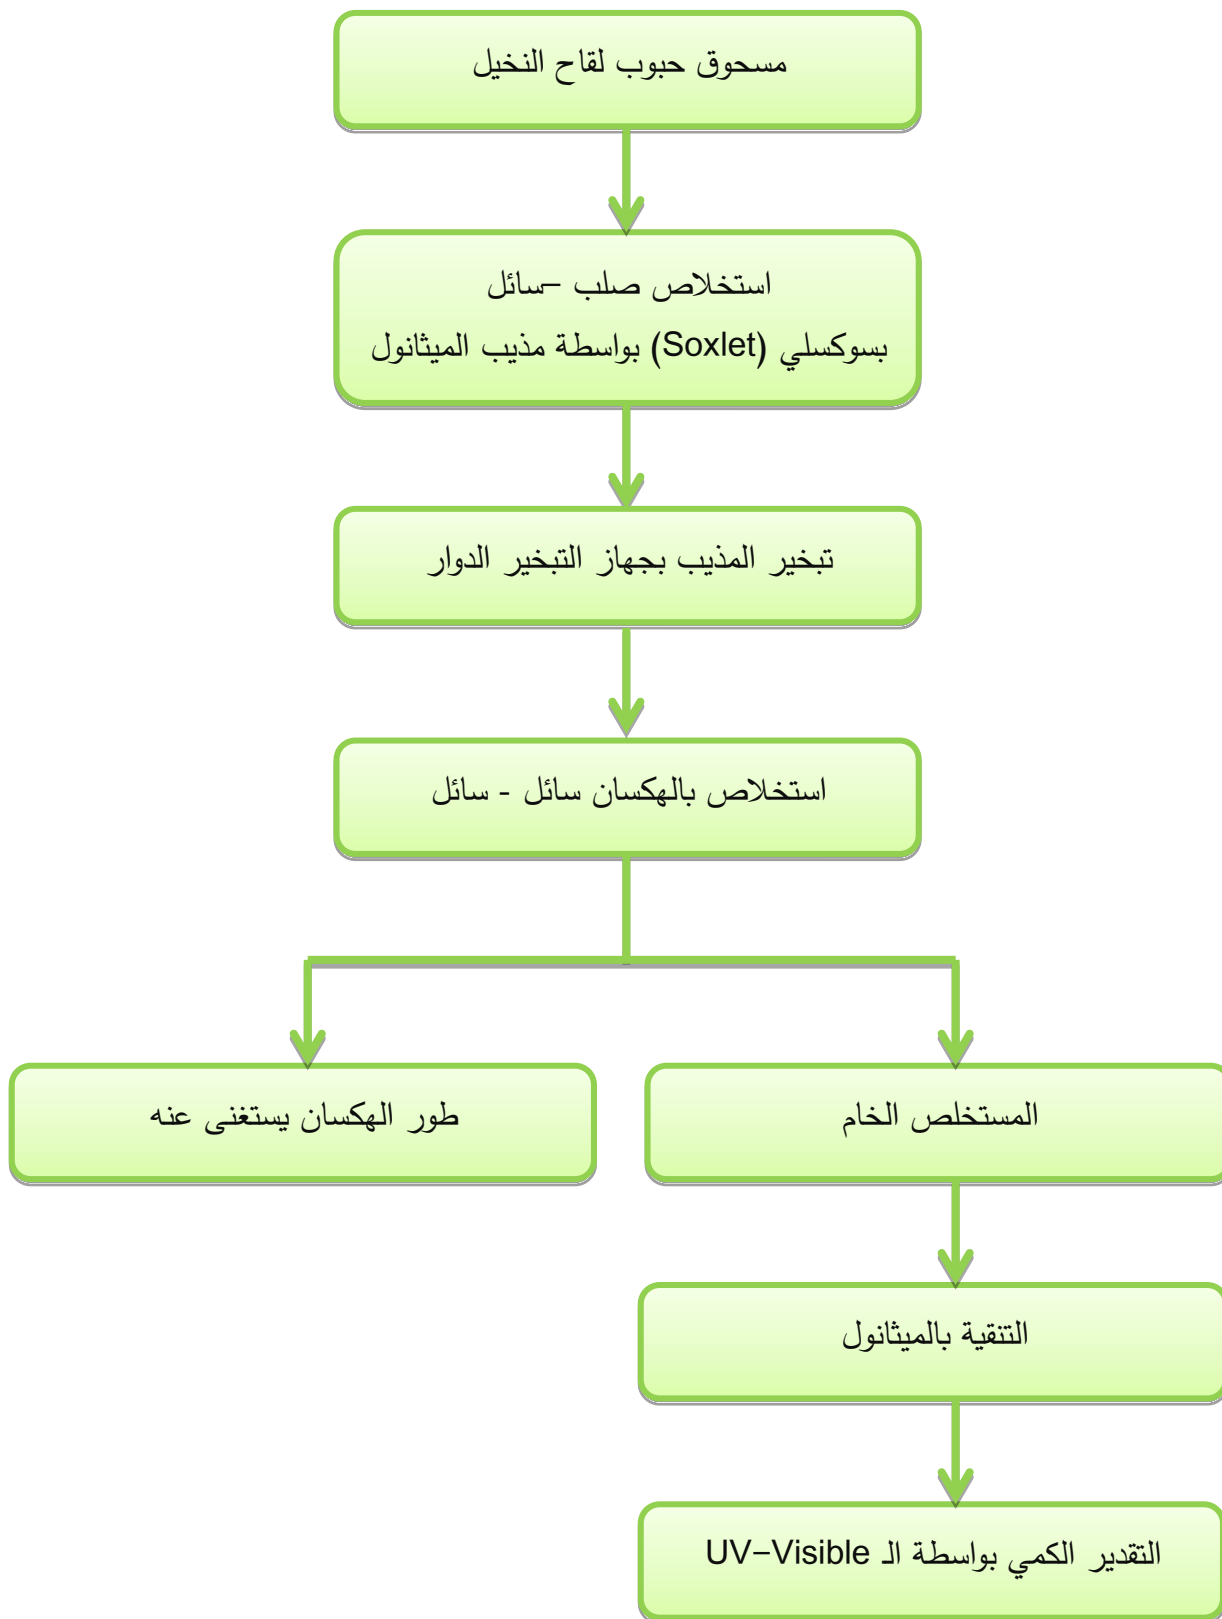 مسحوق حبوب لقاح النخيل
استخلاص صلب –سائل
بسوكسلي (Soxlet) بواسطة مذيب الميثانول
تبخير المذيب بجهاز التبخير الدوار
استخلاص بالهكسان سائل - سائل
المستخلص الخام
طور الهكسان يستغنى عنه
التنقية بالميثانول
التقدير الكمي بواسطة الـ UV–Visible